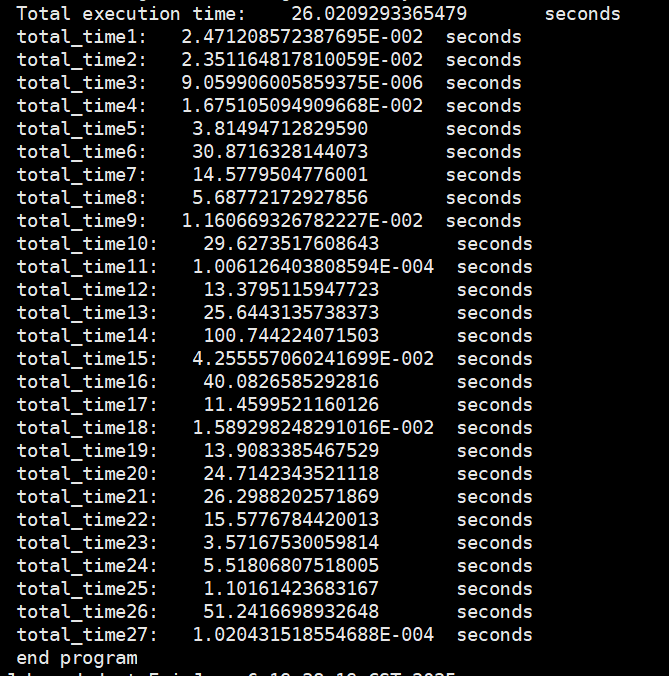 Total execution time:    26.0209293365479       seconds
total_time1:   2.471208572387695E-002  seconds
total_time2:   2.351164817810059E-002  seconds
total_time3:   9.059906005859375E-006  seconds
total_time4:   1.675105094909668E-002  seconds
total_time5:    3.81494712829590       seconds
total_time6:    30.8716328144073       seconds
total_time7:    14.5779504776001       seconds
total_time8:    5.68772172927856       seconds
total_time9:   1.160669326782227E-002  seconds
total_time10:    29.6273517608643       seconds
total_time11:   1.006126403808594E-004  seconds
total_time12:    13.3795115947723       seconds
total_time13:    25.6443135738373       seconds
total_time14:    100.744224071503       seconds
total_time15:   4.255557060241699E-002  seconds
total_time16:    40.0826585292816       seconds
total_time17:    11.4599521160126       seconds
total_time18:   1.589298248291016E-002  seconds
total_time19:    13.9083385467529       seconds
total_time20:    24.7142343521118       seconds
total_time21:    26.2988202571869       seconds
total_time22:    15.5776784420013       seconds
total_time23:    3.57167530059814       seconds
total_time24:    5.51806807518005       seconds
total_time25:    1.10161423683167       seconds
total_time26:    51.2416698932648       seconds
total_time27:   1.020431518554688E-004  seconds
end program